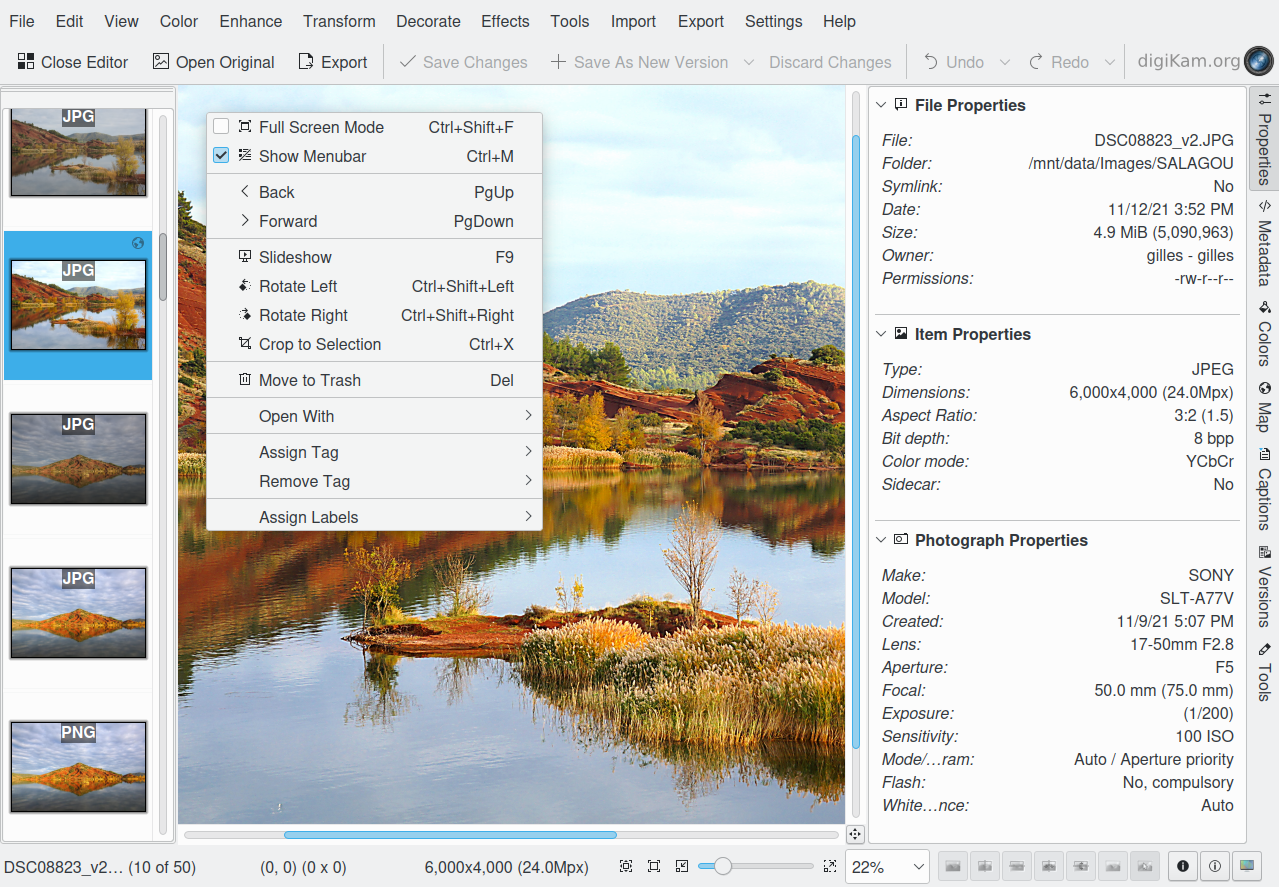 File Edit View Color Enhance Transform Decorate Effects Tools Import Export Settings Help
Close Editor Open Original Export Save Changes Save As New Version Discard Changes Undo Redo digiKam.org
JPG
JPG
JPG
JPG
PNG
Full Screen Mode Ctrl+Shift+F
Show Menubar Ctrl+M
Back PgUp
Forward PgDown
Slideshow F9
Rotate Left Ctrl+Shift+Left
Rotate Right Ctrl+Shift+Right
Crop to Selection Ctrl+X
Move to Trash Del
Open With
Assign Tag
Remove Tag
Assign Labels
File Properties
File: DSC08823_v2.JPG
Folder: /mnt/data/Images/SALAGOU
Symlink: No
Date: 11/12/21 3:52 PM
Size: 4.9 MiB (5,090,963)
Owner: gilles - gilles
Permissions: -rw-r--r--
Item Properties
Type: JPEG
Dimensions: 6,000x4,000 (24.0Mpx)
Aspect Ratio: 3:2 (1.5)
Bit depth: 8 bpp
Color mode: YCbCr
Sidecar: No
Photograph Properties
Make: SONY
Model: SLT-A77V
Created: 11/9/21 5:07 PM
Lens: 17-50mm F2.8
Aperture: F5
Focal: 50.0 mm (75.0 mm)
Exposure: (1/200)
Sensitivity: 100 ISO
Mode/…ram: Auto / Aperture priority
Flash: No, compulsory
White…nce: Auto
Properties
Metadata
Colors
Map
Captions
Versions
Tools
DSC08823_v2… (10 of 50) (0, 0) (0 x 0) 6,000x4,000 (24.0Mpx) 22%